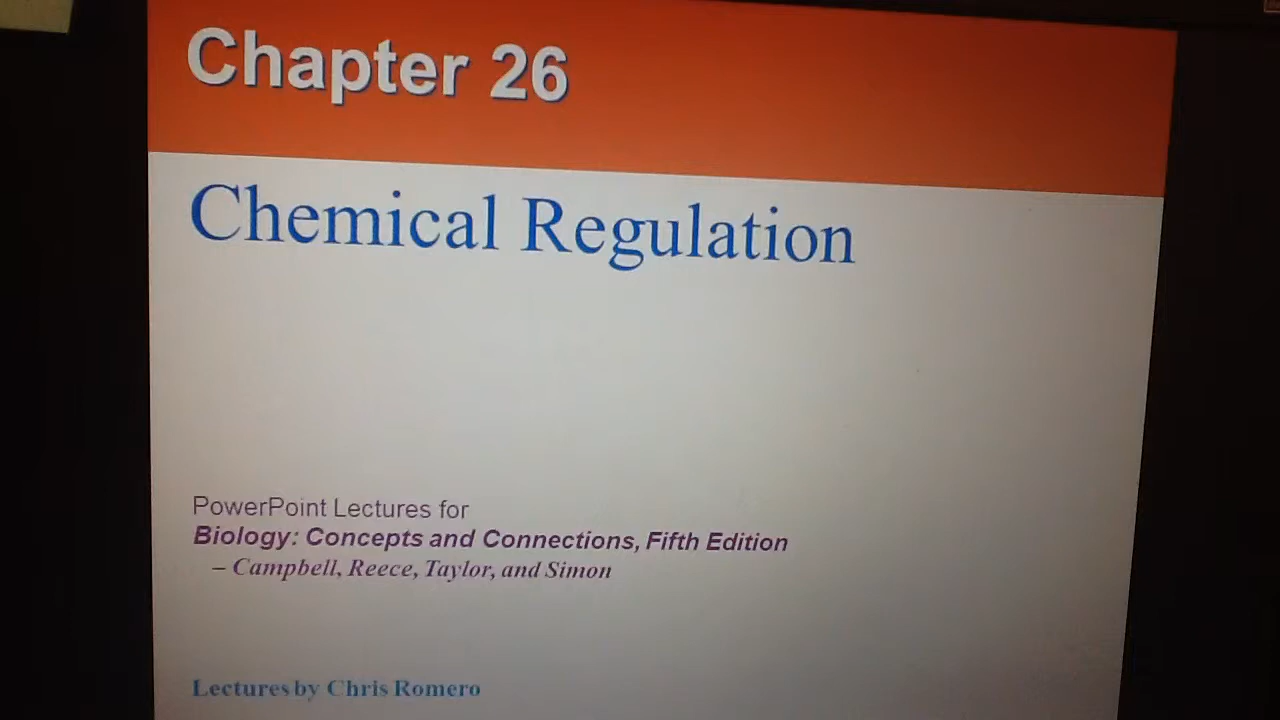 Chapter 26
Chemical Regulation
PowerPoint Lectures for
Biology: Concepts and Connections, Fifth Edition
– Campbell, Reece, Taylor, and Simon
Lectures by Chris Romero